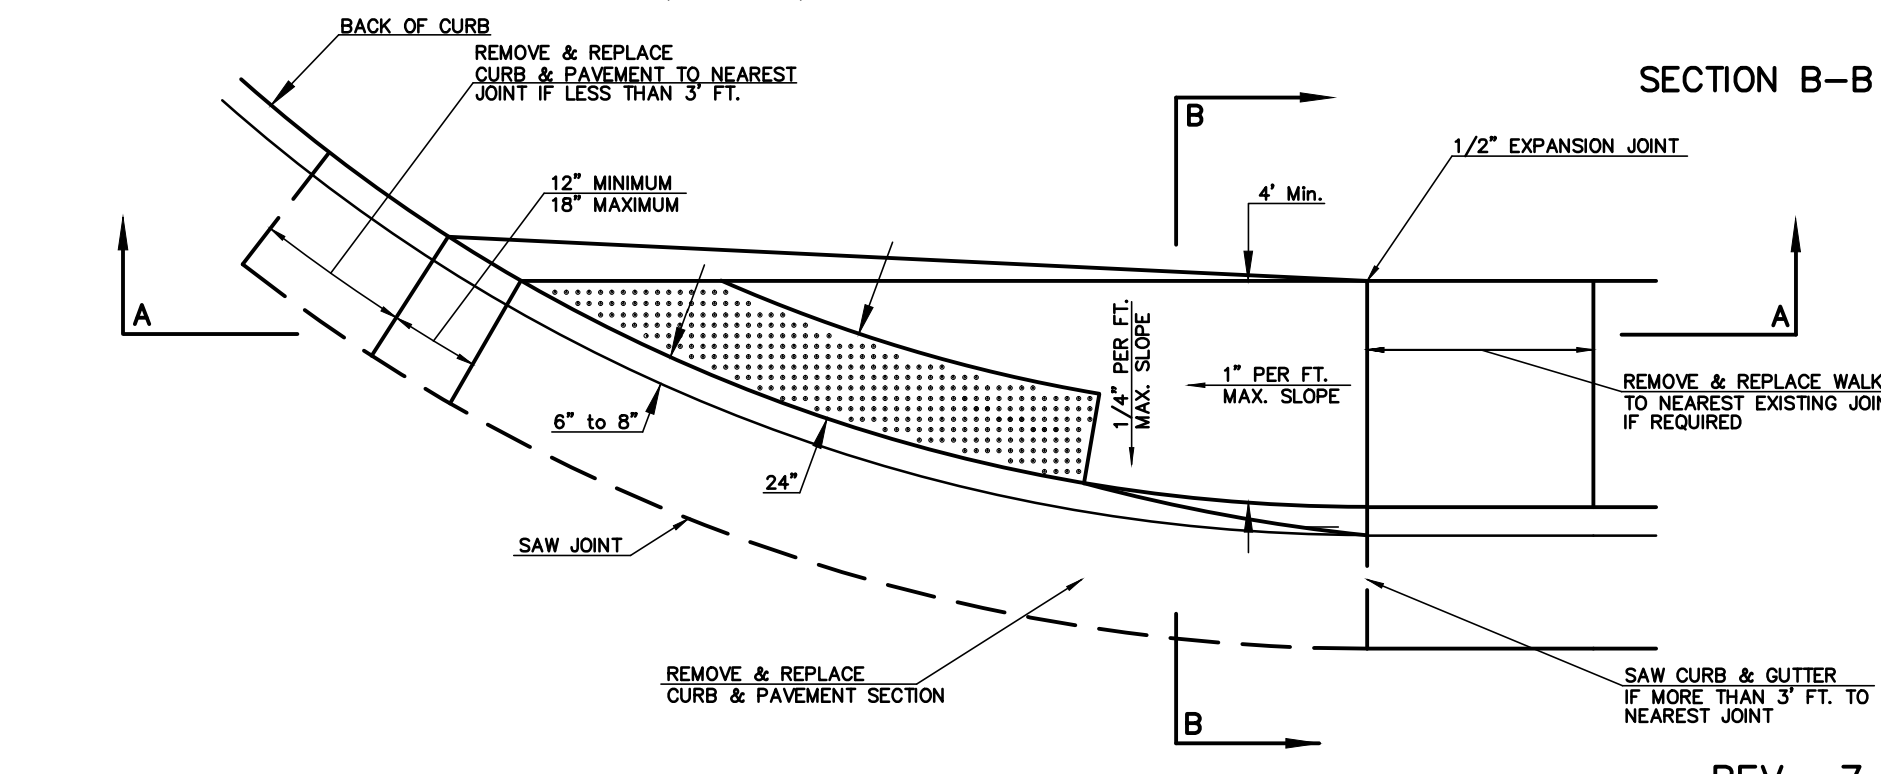 BACK OF CURB
REMOVE & REPLACE
CURB & PAVEMENT TO NEAREST
JOINT IF LESS THAN 3' FT.
SECTION B-B
B
1/2" EXPANSION JOINT
12" MINIMUM
18" MAXIMUM
4' Min.
A
A
1/4" PER FT.
MAX. SLOPE
1" PER FT.
MAX. SLOPE
REMOVE & REPLACE WALK
TO NEAREST EXISTING
IF REQUIRED
6" to 8"
24"
SAW JOINT
REMOVE & REPLACE
CURB & PAVEMENT SECTION
SAW CURB & GUTTER
IF MORE THAN 3' FT. TO
NEAREST JOINT
B